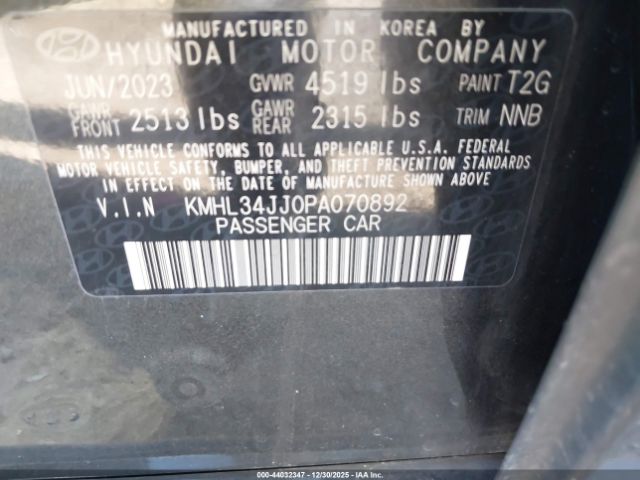 MANUFACTURED IN KOREA BY
HYUNDAI MOTOR COMPANY
JUN/2023 GVWR 4519 lbs PAINT T2G
GAWR FRONT 2513 lbs GAWR REAR 2315 lbs TRIM NNB
THIS VEHICLE CONFORMS TO ALL APPLICABLE U.S.A. FEDERAL
MOTOR VEHICLE SAFETY, BUMPER, AND THEFT PREVENTION STANDARDS
IN EFFECT ON THE DATE OF MANUFACTURE SHOWN ABOVE
V.I.N KMHL34JJ0PA070892
PASSENGER CAR
000-44032347 - 12/30/2025 - IAAI.COM